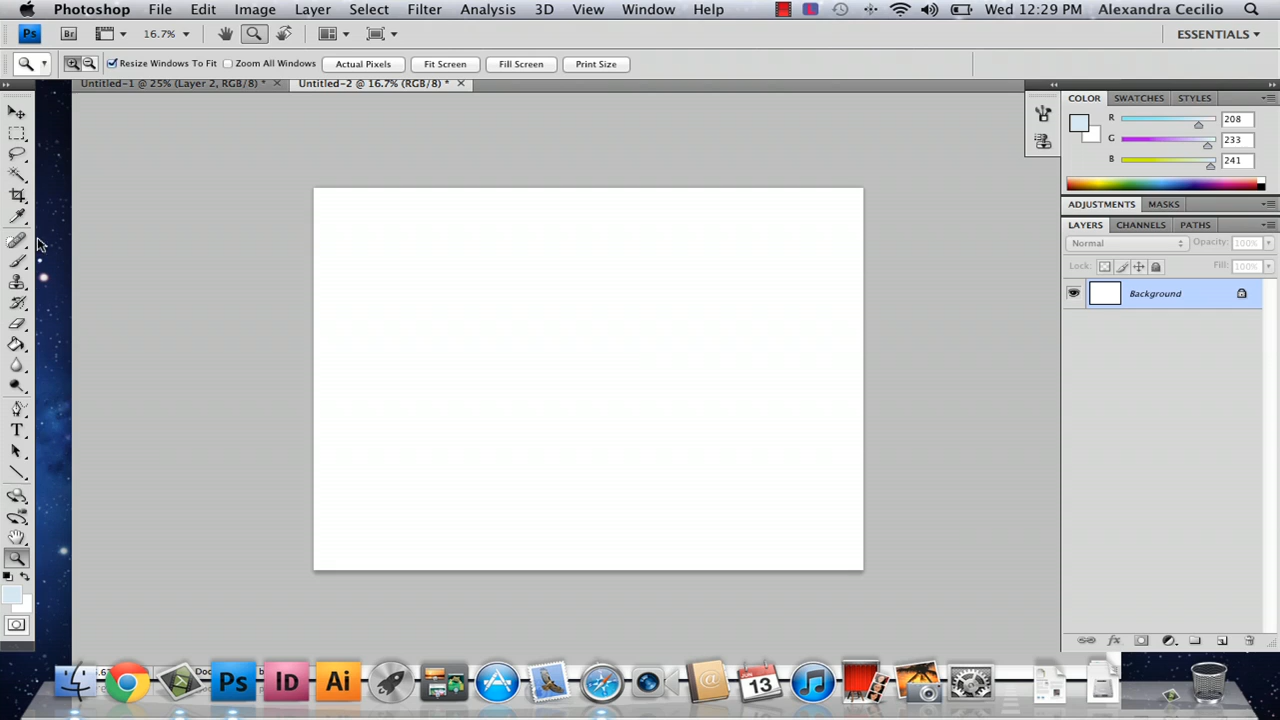 Photoshop File Edit Image Layer Select Filter Analysis 3D View Window Help Wed 12:29 PM Alexandra Cecilio
Ps Br 16.7% ESSENTIALS
Resize Windows To Fit Zoom All Windows Actual Pixels Fit Screen Fill Screen Print Size
Untitled-1 @ 25% (Layer 2, RGB/8) * Untitled-2 @ 16.7% (RGB/8) *
COLOR SWATCHES STYLES
R 208
G 233
B 241
ADJUSTMENTS MASKS
LAYERS CHANNELS PATHS
Normal Opacity: 100%
Lock: Fill: 100%
Background
T
fx
Ps ID Ai JUN 13